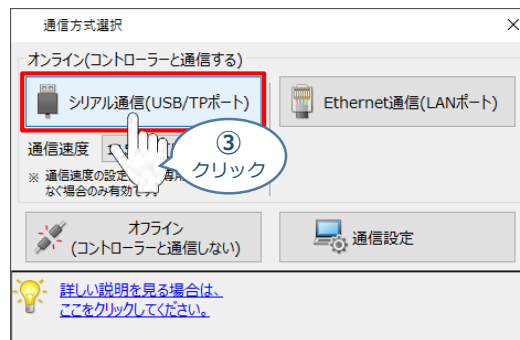 通信方式選択
オンライン(コントローラーと通信する)
シリアル通信(USB/TPポート)
Ethernet通信(LANポート)
通信速度
③
クリック
※ 通信速度の設定
なぐ場合のみ有効です。
オフライン
(コントローラーと通信しない)
通信設定
詳しい説明を見る場合は、
ここをクリックしてください。